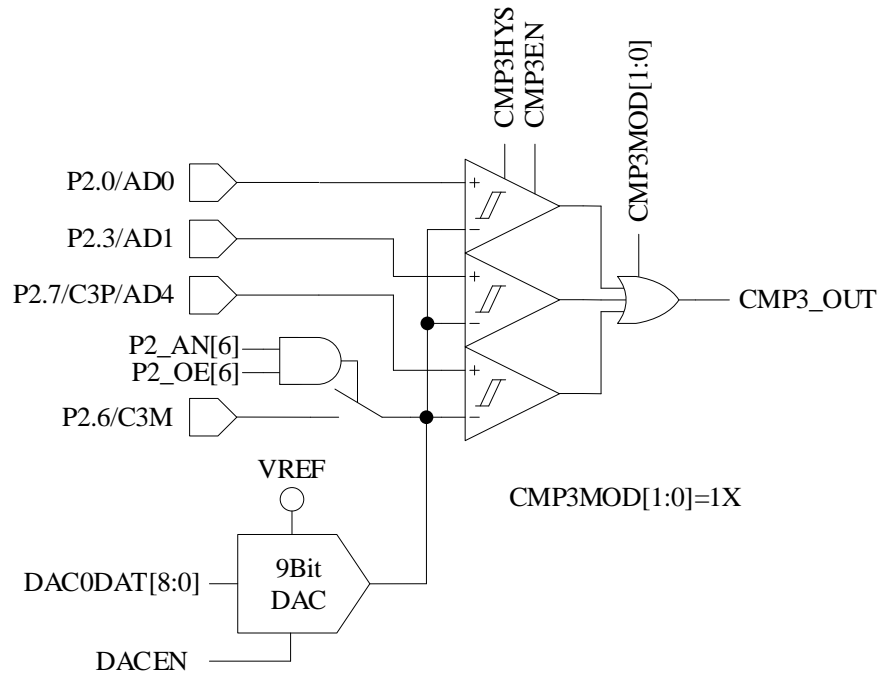 CMP3HYS
CMP3EN
CMP3MOD[1:0]
P2.0/AD0
+
−
P2.3/AD1
+
P2.7/C3P/AD4
CMP3_OUT
−
P2_AN[6]
P2_OE[6]
+
P2.6/C3M
−
VREF
CMP3MOD[1:0]=1X
DAC0DAT[8:0]
9Bit
DAC
DACEN